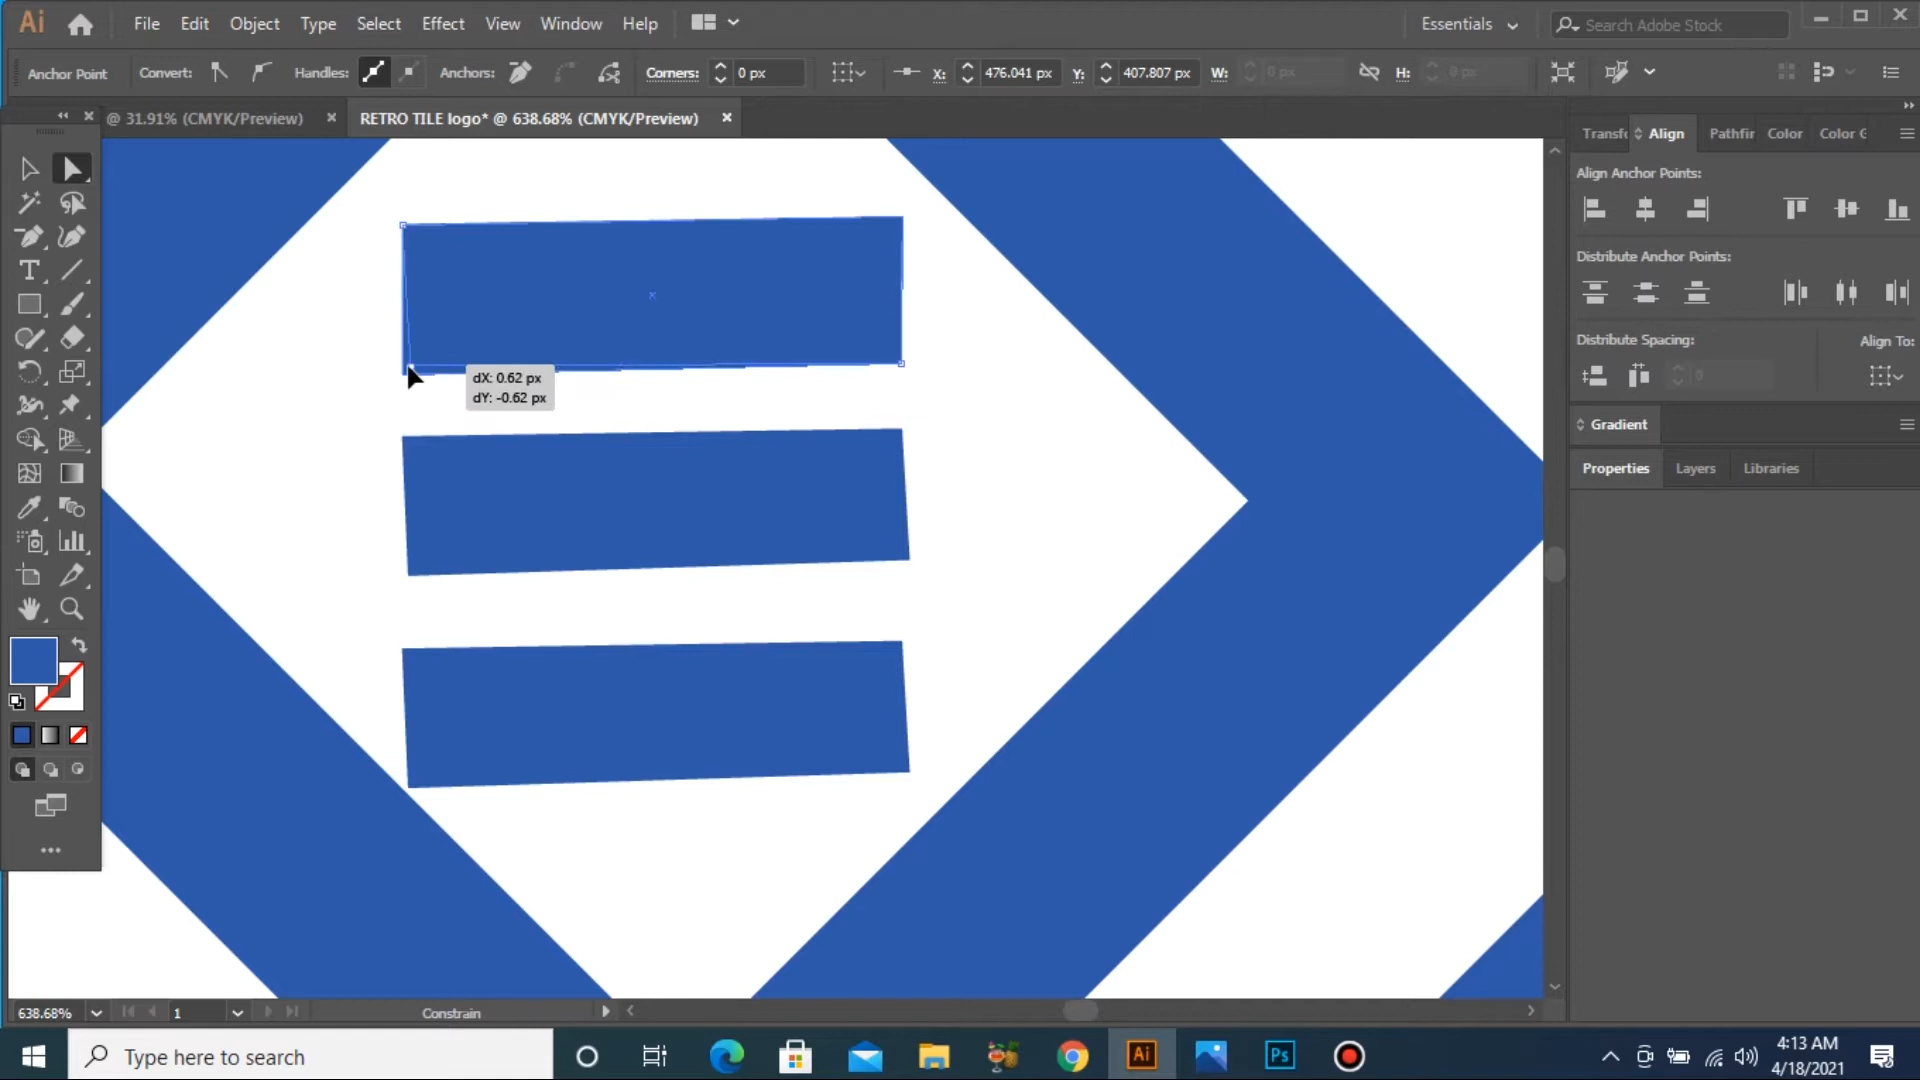 Ai File Edit Object Type Select Effect View Window Help Essentials Search Adobe Stock
Anchor Point Convert: Handles: Anchors: Corners: 0 px X: 476.041 px Y: 407.807 px W: 0 px H: 0 px
@ 31.91% (CMYK/Preview) × RETRO TILE logo* @ 638.68% (CMYK/Preview) ×
Transfo Align Pathfir Color Color G
Align Anchor Points:
Distribute Anchor Points:
Distribute Spacing: Align To:
0
dX: 0.62 px
dY: -0.62 px
Gradient
Properties Layers Libraries
638.68% 1 Constrain
Type here to search
Ai Ps
4:13 AM
4/18/2021